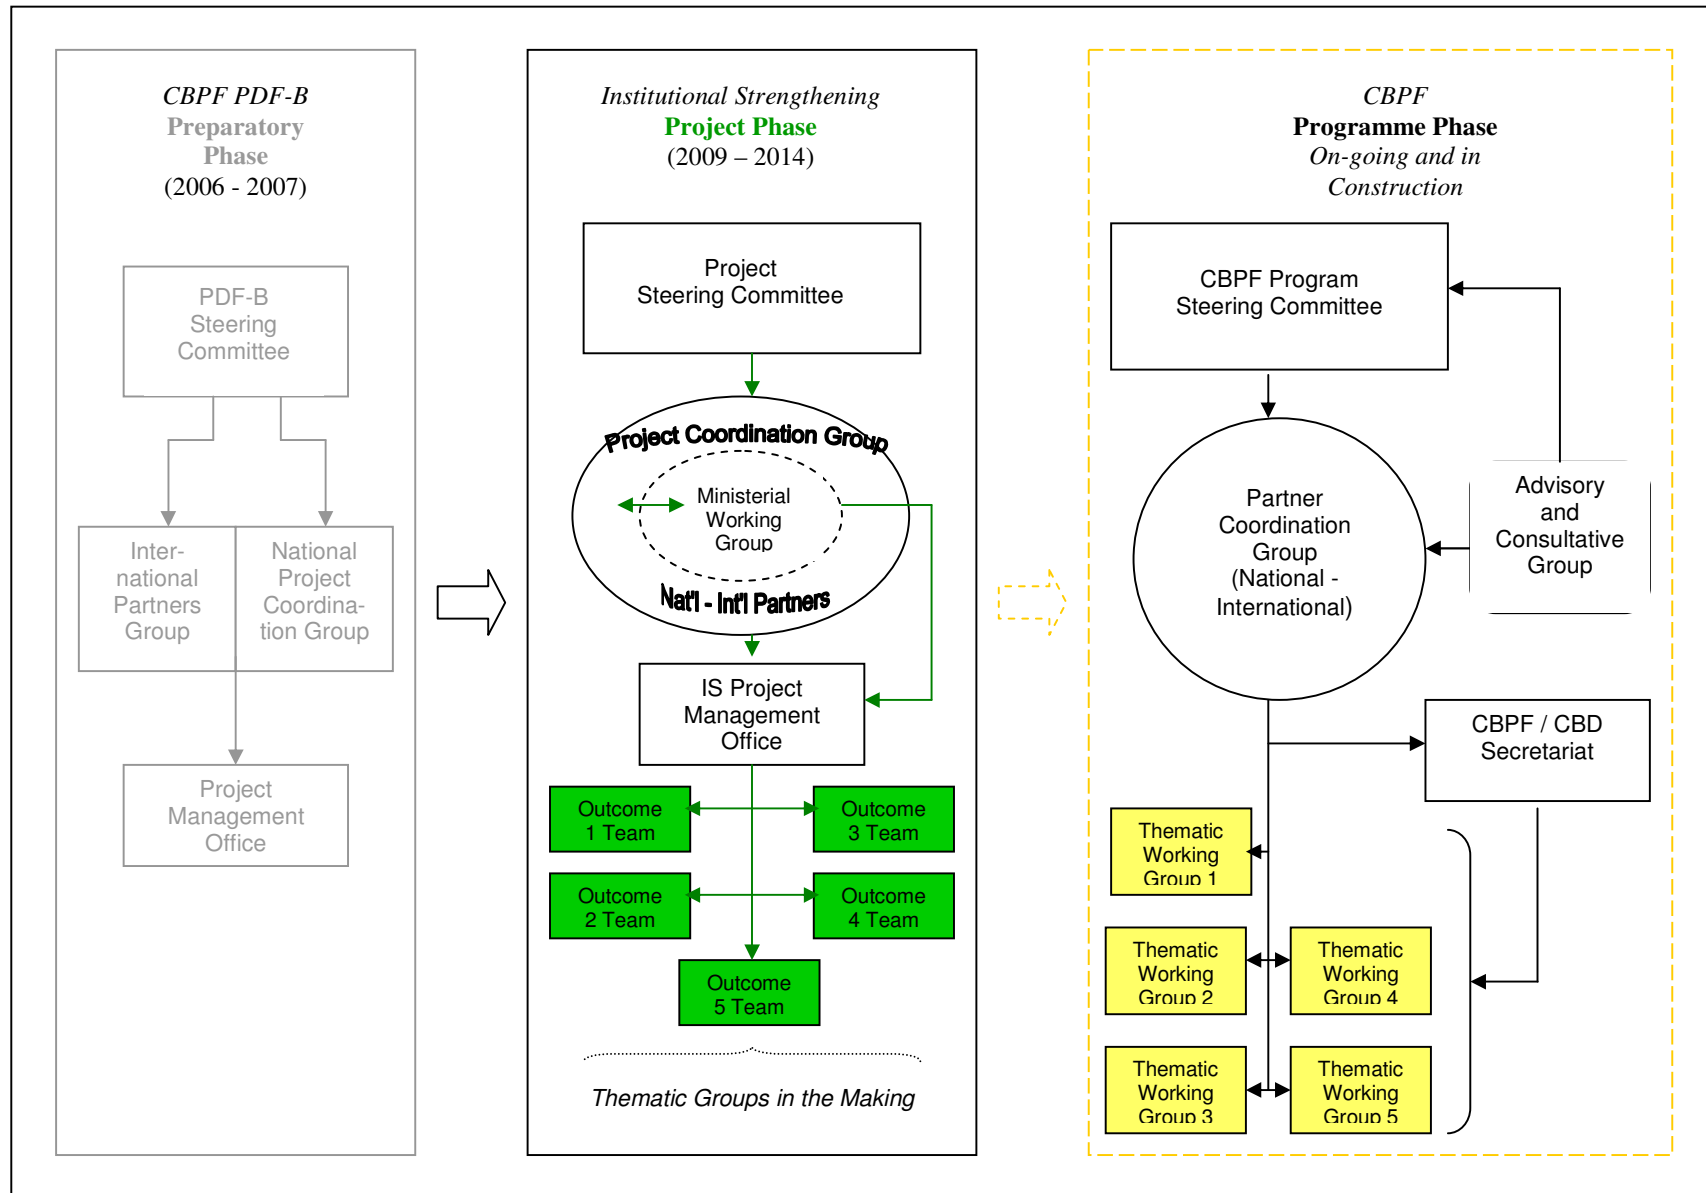 CBPF PDF-B
Preparatory
Phase
(2006 - 2007)
PDF-B
Steering
Committee
Inter-
national
Partners
Group
National
Project
Coordina-
tion Group
Project
Management
Office
Institutional Strengthening
Project Phase
(2009 – 2014)
Project
Steering Committee
Project Coordination Group
Ministerial
Working
Group
Nat'l - Int'l Partners
IS Project
Management
Office
Outcome
1 Team
Outcome
3 Team
Outcome
2 Team
Outcome
4 Team
Outcome
5 Team
Thematic Groups in the Making
CBPF
Programme Phase
On-going and in
Construction
CBPF Program
Steering Committee
Partner
Coordination
Group
(National -
International)
Advisory
and
Consultative
Group
CBPF / CBD
Secretariat
Thematic
Working
Group 1
Thematic
Working
Group 2
Thematic
Working
Group 4
Thematic
Working
Group 3
Thematic
Working
Group 5